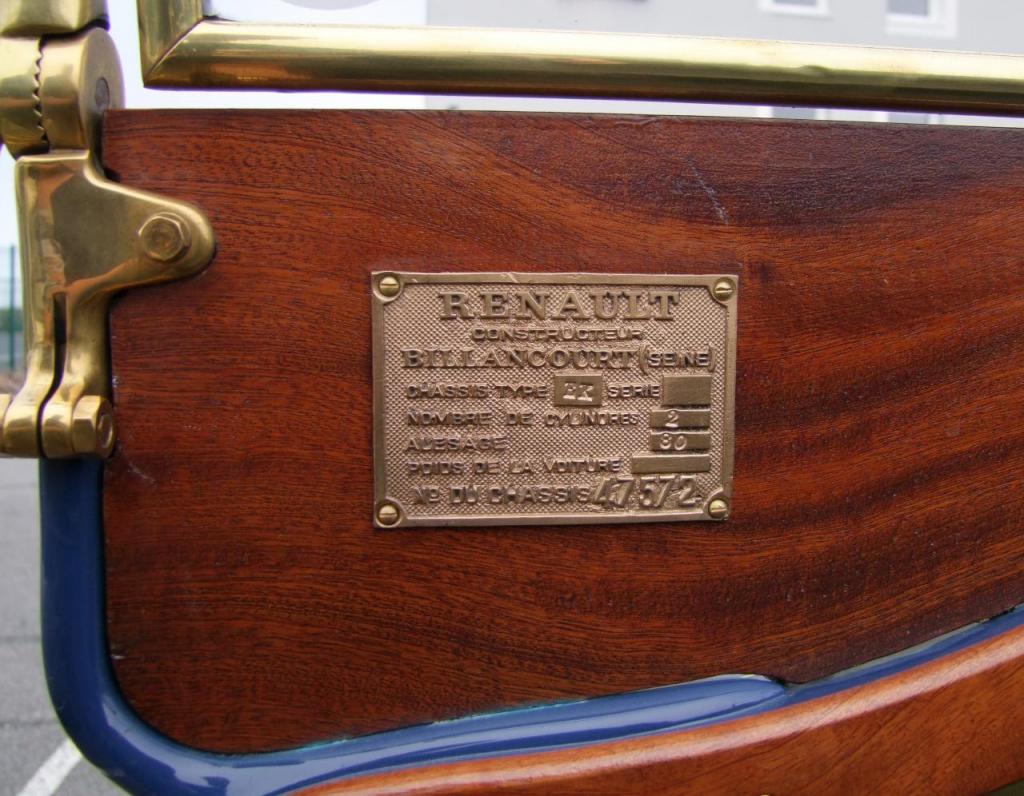 RENAULT
CONSTRUCTEUR
BILLANCOURT (SEINE)
CHASSIS TYPE EK SERIE
NOMBRE DE CYLINDRES 2
ALESAGE 80
POIDS DE LA VOITURE
No DU CHASSIS 47572